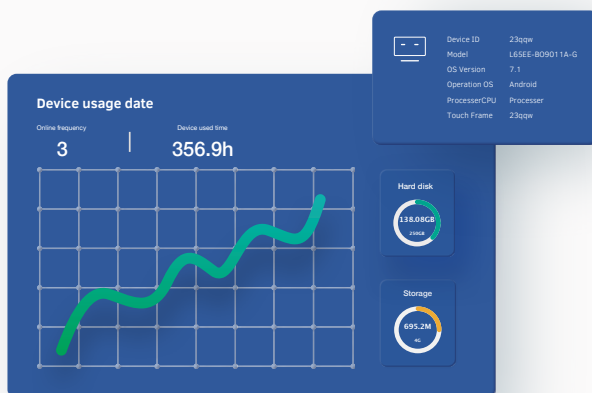 Device ID 23qqw
Model L65EE-BO9011A-G
OS Version 7.1
Operation OS Android
ProcesserCPU Processer
Touch Frame 23qqw
Device usage date
Online frequency Device used time
3 356.9h
Hard disk
138.08GB
250GB
Storage
695.2M
4G